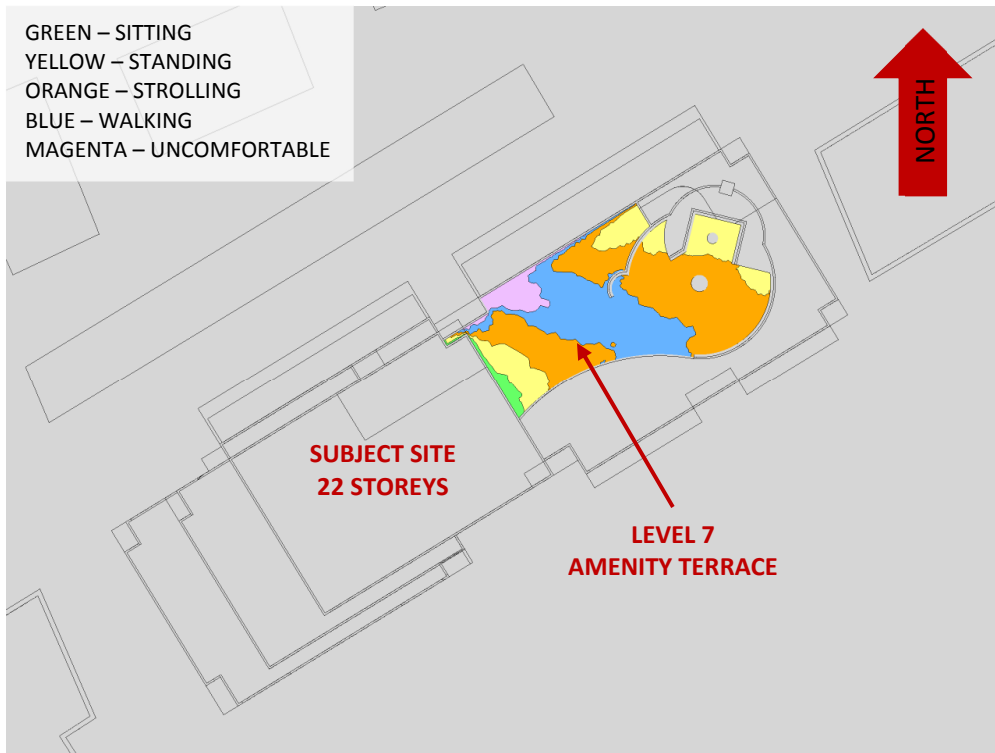 GREEN – SITTING
YELLOW – STANDING
ORANGE – STROLLING
BLUE – WALKING
MAGENTA – UNCOMFORTABLE
NORTH
SUBJECT SITE
22 STOREYS
LEVEL 7
AMENITY TERRACE